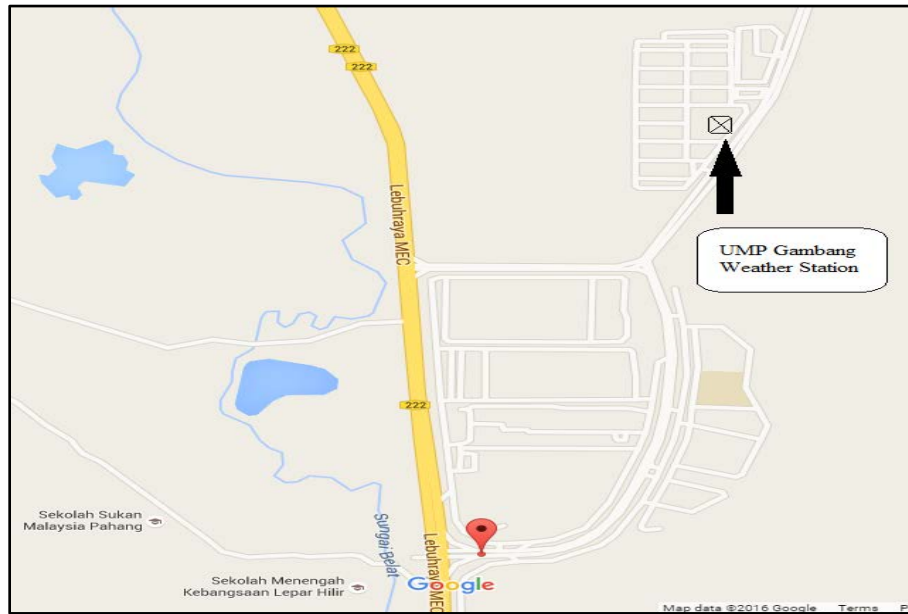 222
222
Lebuhraya MEC
UMP Gambang
Weather Station
222
Sekolah Sukan
Malaysia Pahang
Sungai Belat
Lebuhraya MEC
Sekolah Menengah
Kebangsaan Lepar Hilir
Google
Map data ©2016 Google Terms P